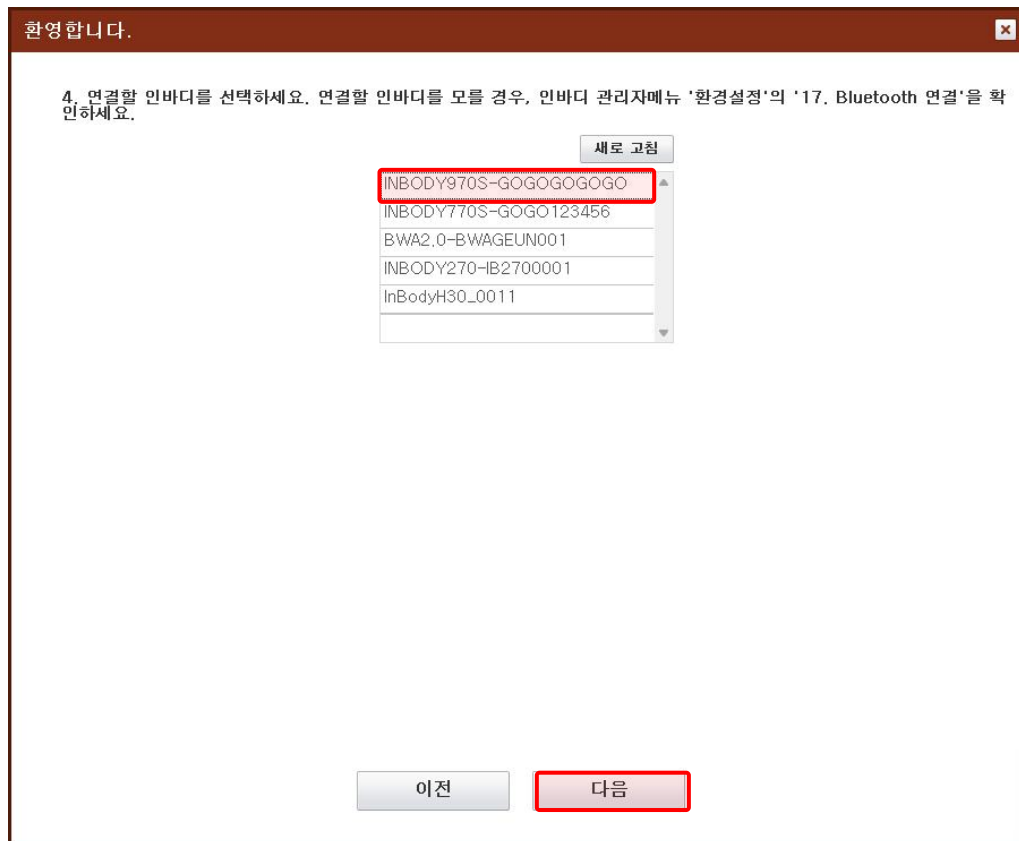 환영합니다.
4. 연결할 인바디를 선택하세요. 연결할 인바디를 모를 경우, 인바디 관리자메뉴 '환경설정'의 '17. Bluetooth 연결'을 확
인하세요.
새로 고침
INBODY970S-GOGOGOGOGO
INBODY770S-GOGO123456
BWA2.0-BWAGEUN001
INBODY270-IB2700001
InBodyH30_0011
이전
다음